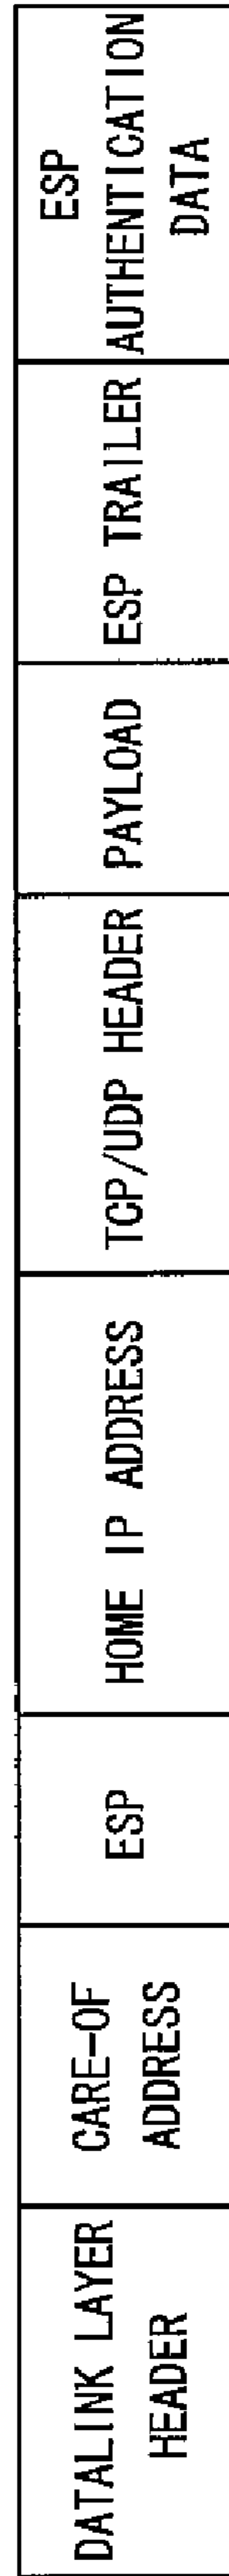 DATALINK LAYER
HEADER
CARE-OF
ADDRESS
ESP
HOME IP ADDRESS
TCP/UDP HEADER
PAYLOAD
ESP TRAILER
ESP
AUTHENTICATION
DATA